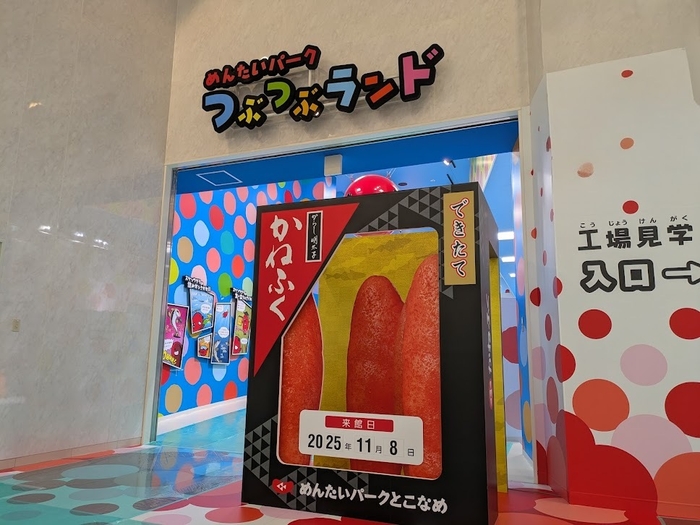 めんたいパーク
つぶつぶランド
できたて
からし明太子
かねふく
こうじょうけんがく
工場見学
入口→
来館日
2025年11月8日
めんたいパークとこなめ